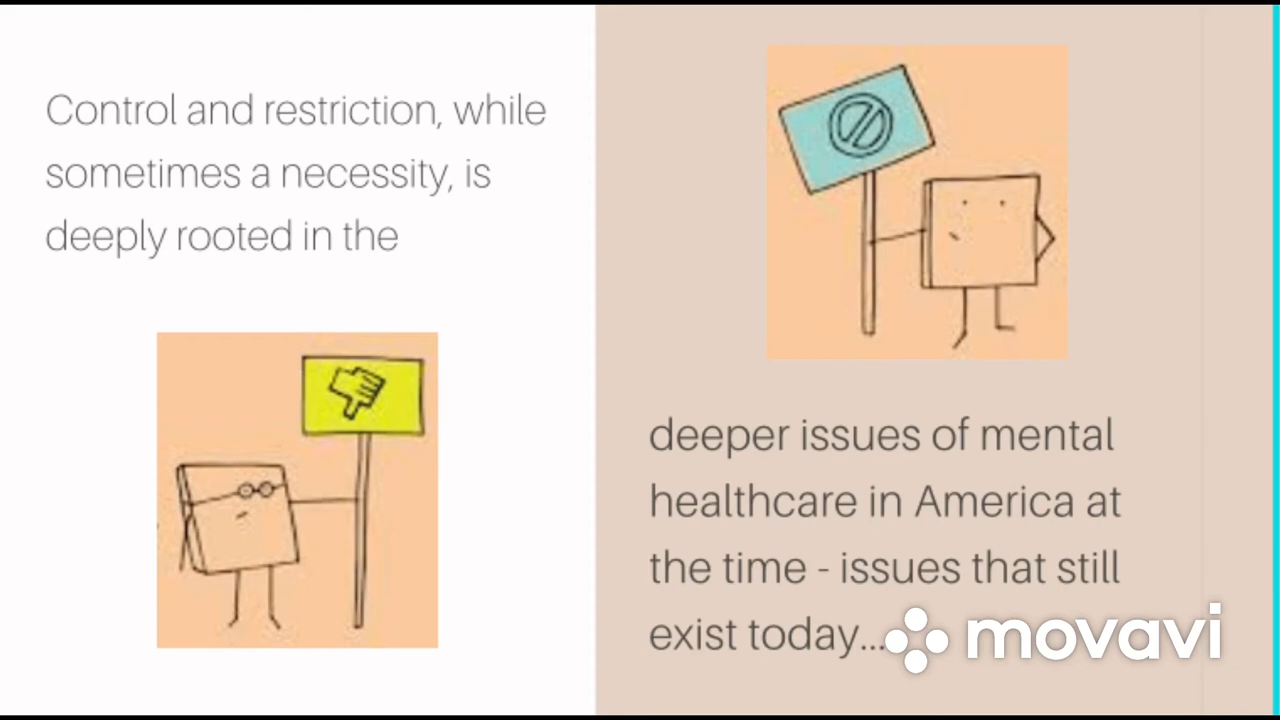 Control and restriction, while
sometimes a necessity, is
deeply rooted in the
deeper issues of mental
healthcare in America at
the time - issues that still
exist today...
movavi